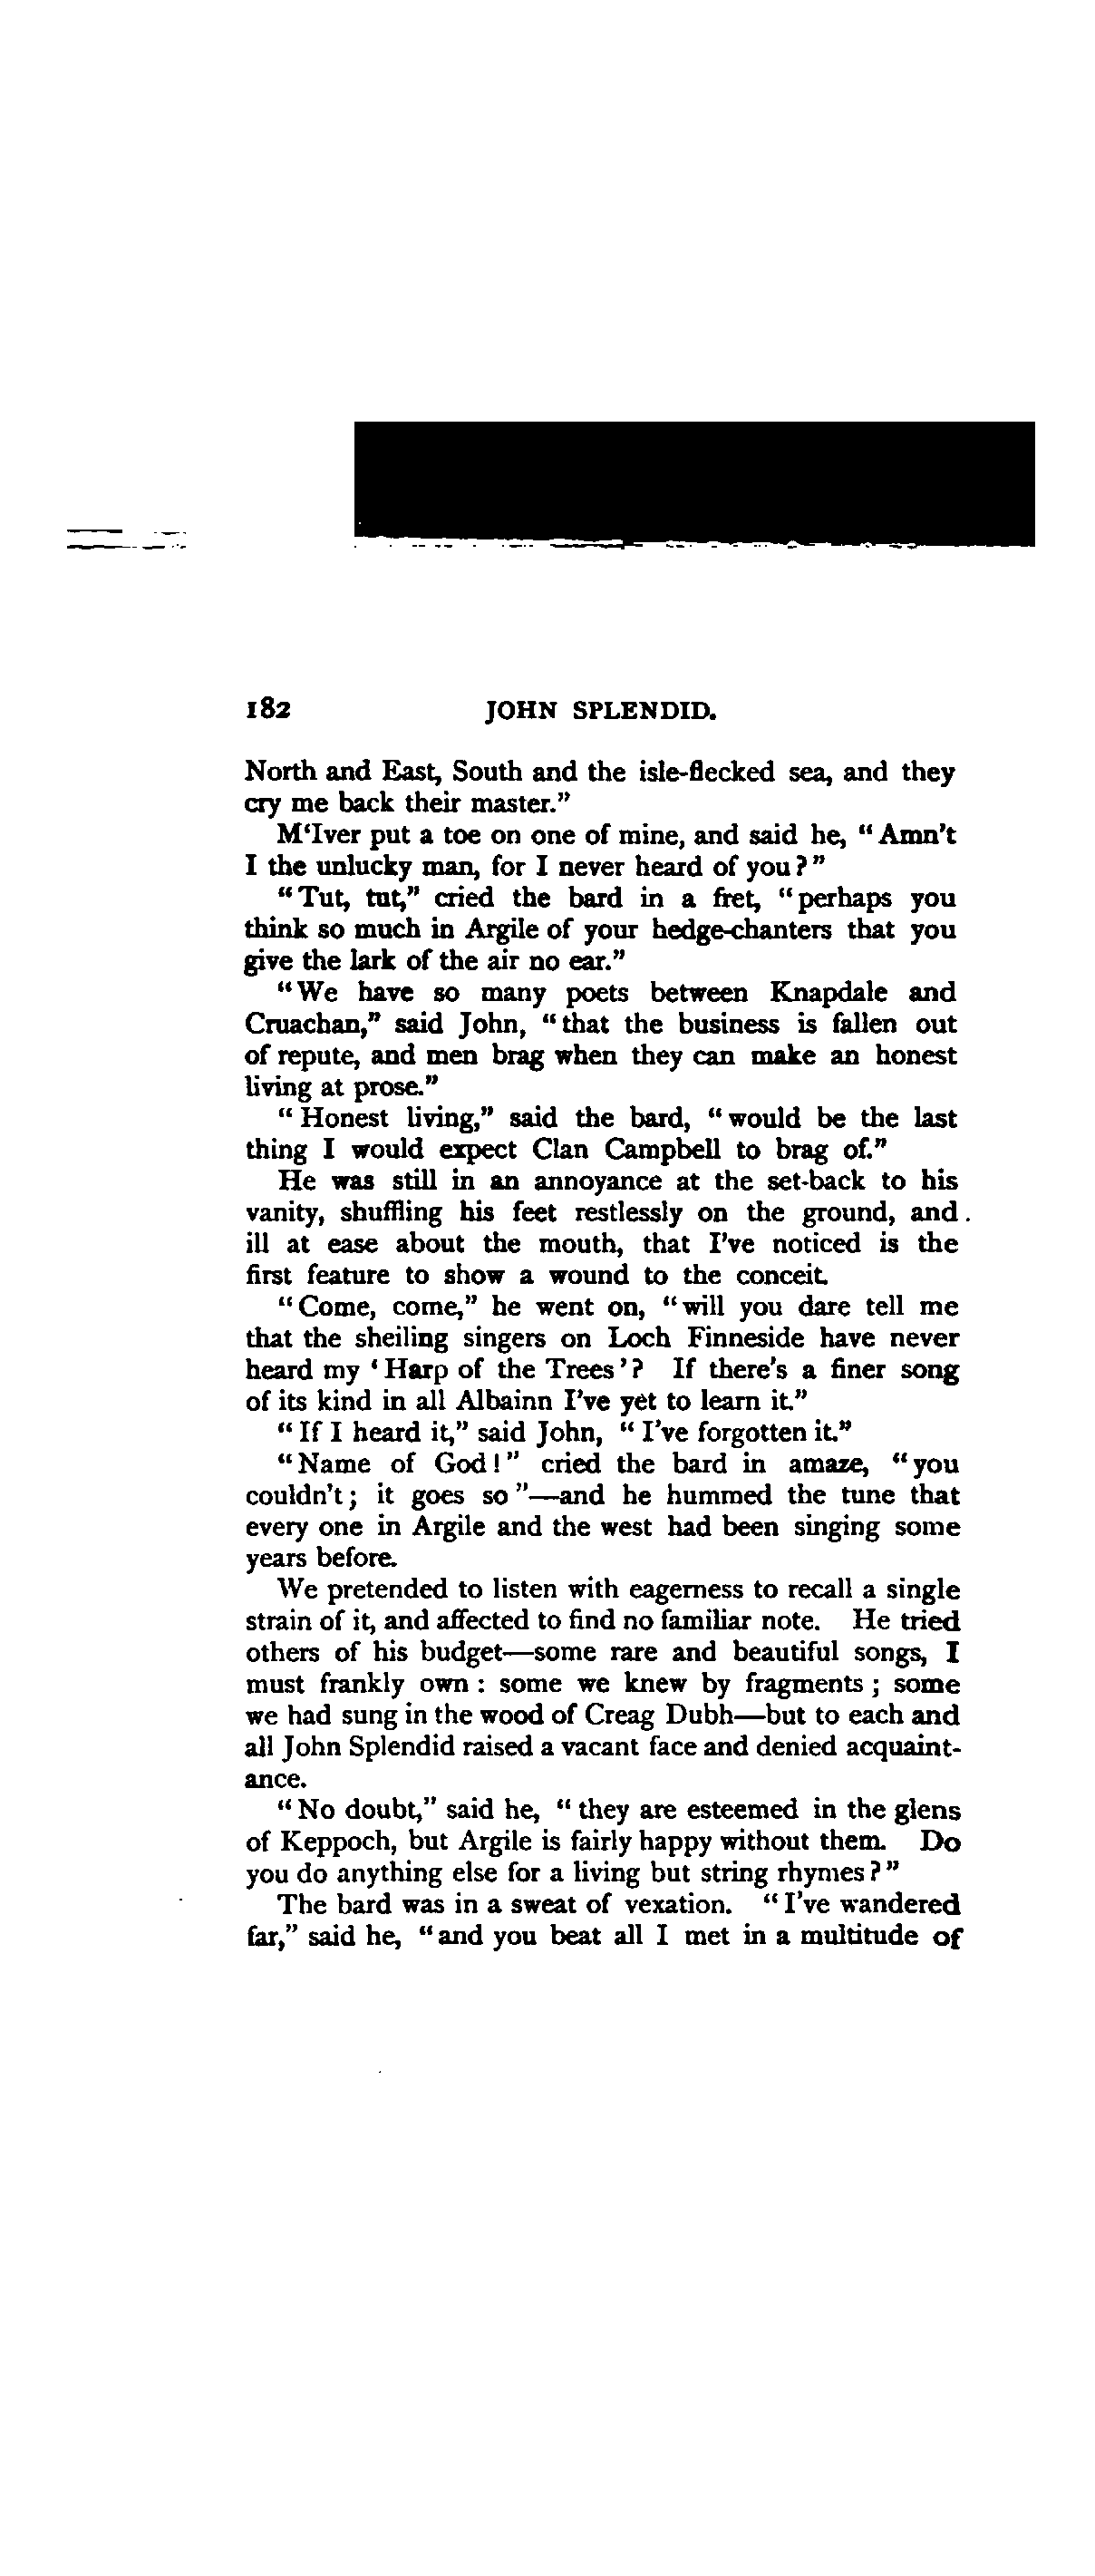 182 JOHN SPLENDID.
North and East, South and the isle-flecked sea, and they
cry me back their master.”
M‘Iver put a toe on one of mine, and said he, “Amn’t
I the unlucky man, for I never heard of you?”
“Tut, tut,” cried the bard in a fret, “perhaps you
think so much in Argile of your hedge-chanters that you
give the lark of the air no ear.”
“We have so many poets between Knapdale and
Cruachan,” said John, “that the business is fallen out
of repute, and men brag when they can make an honest
living at prose.”
“Honest living,” said the bard, “would be the last
thing I would expect Clan Campbell to brag of.”
He was still in an annoyance at the set-back to his
vanity, shuffling his feet restlessly on the ground, and
ill at ease about the mouth, that I’ve noticed is the
first feature to show a wound to the conceit.
“Come, come,” he went on, “will you dare tell me
that the sheiling singers on Loch Finneside have never
heard my ‘Harp of the Trees’? If there’s a finer song
of its kind in all Albainn I’ve yet to learn it.”
“If I heard it,” said John, “I’ve forgotten it.”
“Name of God!” cried the bard in amaze, “you
couldn’t; it goes so”—and he hummed the tune that
every one in Argile and the west had been singing some
years before.
We pretended to listen with eagerness to recall a single
strain of it, and affected to find no familiar note. He tried
others of his budget—some rare and beautiful songs, I
must frankly own: some we knew by fragments; some
we had sung in the wood of Creag Dubh—but to each and
all John Splendid raised a vacant face and denied acquaint-
ance.
“No doubt,” said he, “they are esteemed in the glens
of Keppoch, but Argile is fairly happy without them. Do
you do anything else for a living but string rhymes?”
The bard was in a sweat of vexation. “I’ve wandered
far,” said he, “and you beat all I met in a multitude of